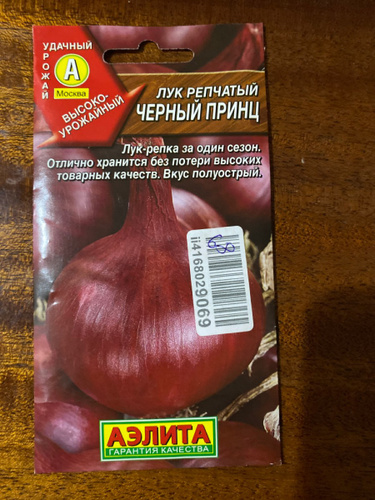 УДАЧНЫЙ
УРОЖАЙ
А
Москва
ВЫСОКО-
УРОЖАЙНЫЙ
ЛУК РЕПЧАТЫЙ
ЧЕРНЫЙ ПРИНЦ
Лук-репка за один сезон.
Отлично хранится без потери высоких
товарных качеств. Вкус полуострый.
ii4168029069
АЭЛИТА
ГАРАНТИЯ КАЧЕСТВА